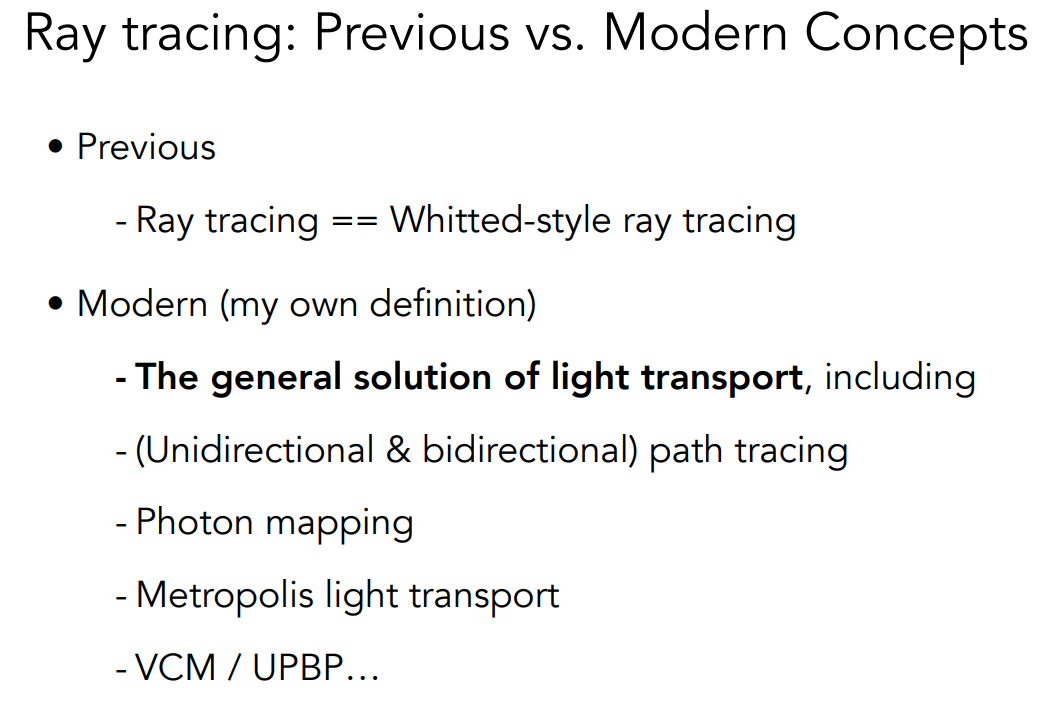 Ray tracing: Previous vs. Modern Concepts
• Previous
- Ray tracing == Whitted-style ray tracing
• Modern (my own definition)
- The general solution of light transport, including
- (Unidirectional & bidirectional) path tracing
- Photon mapping
- Metropolis light transport
- VCM / UPBP…